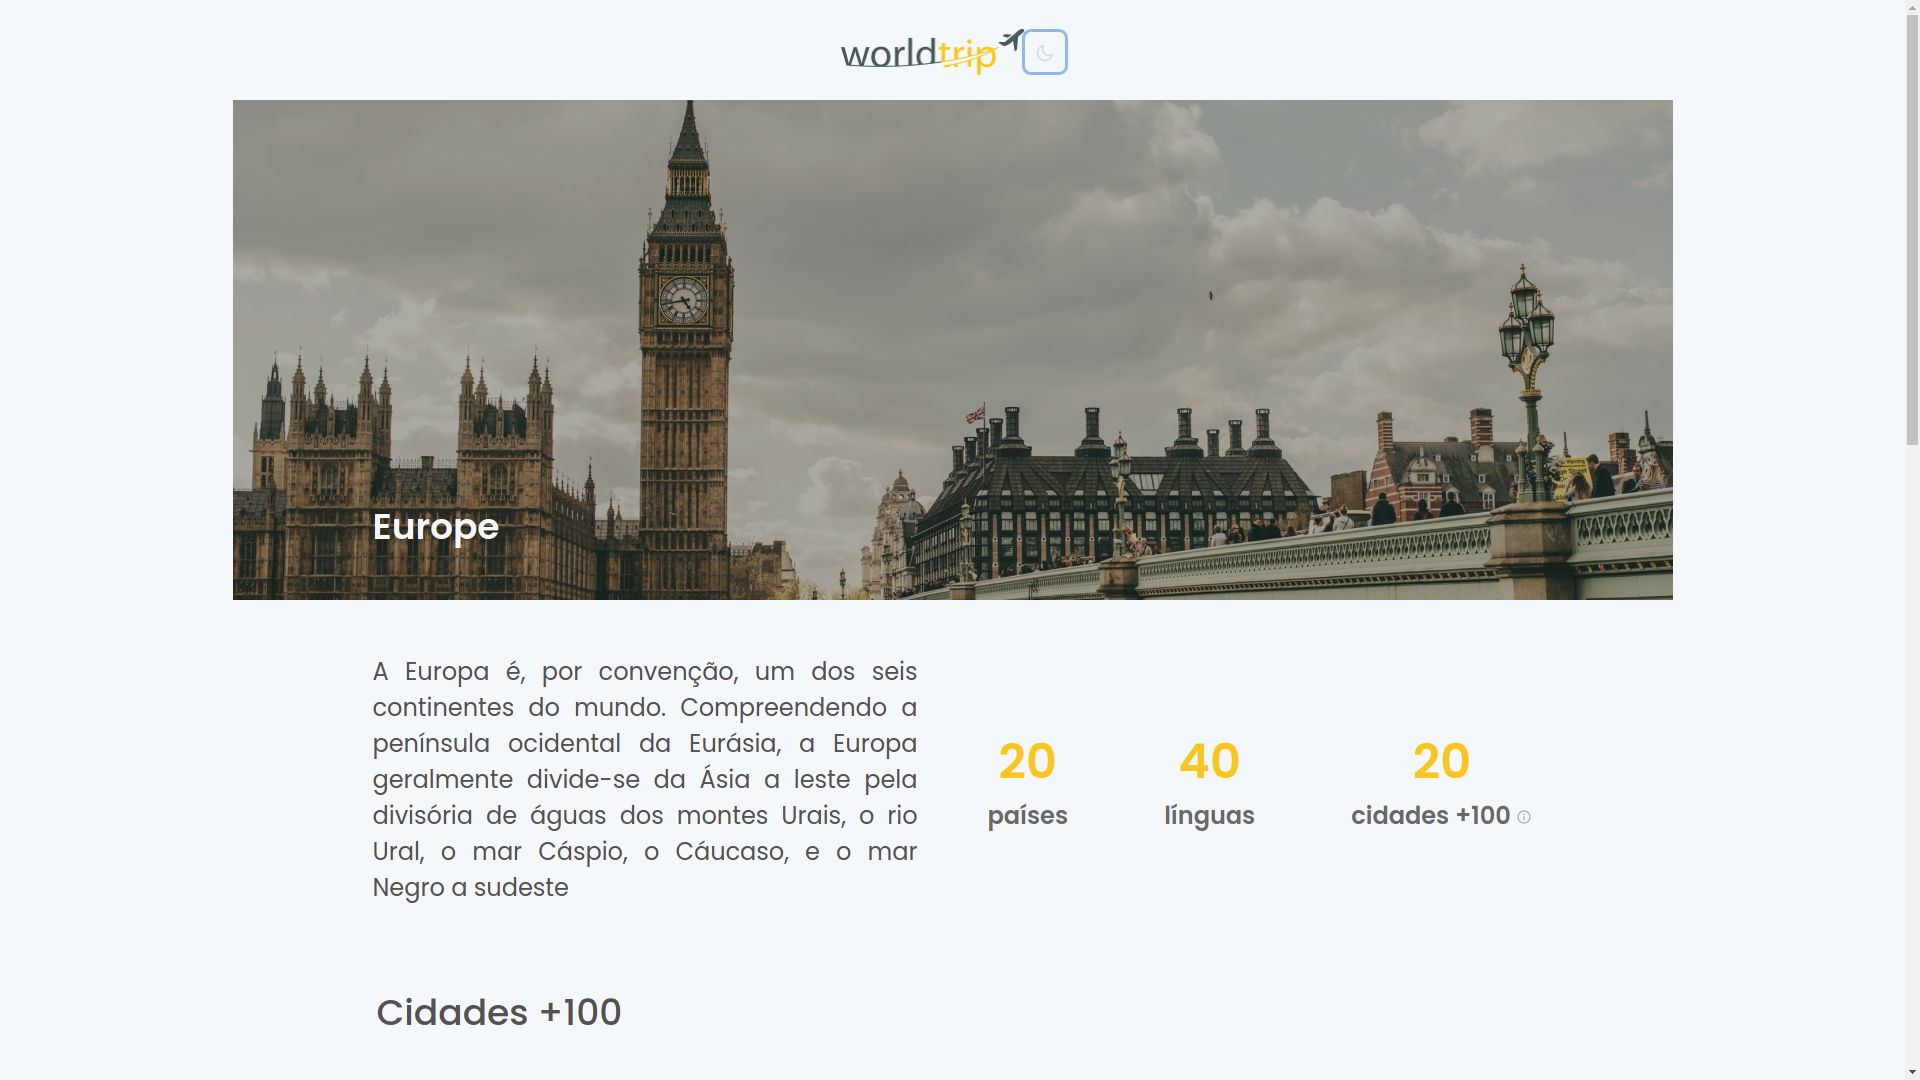 worldtrip
Europe
A Europa é, por convenção, um dos seis
continentes do mundo. Compreendendo a
península ocidental da Eurásia, a Europa
geralmente divide-se da Ásia a leste pela
divisória de águas dos montes Urais, o rio
Ural, o mar Cáspio, o Cáucaso, e o mar
Negro a sudeste
20
países
40
línguas
20
cidades +100
Cidades +100